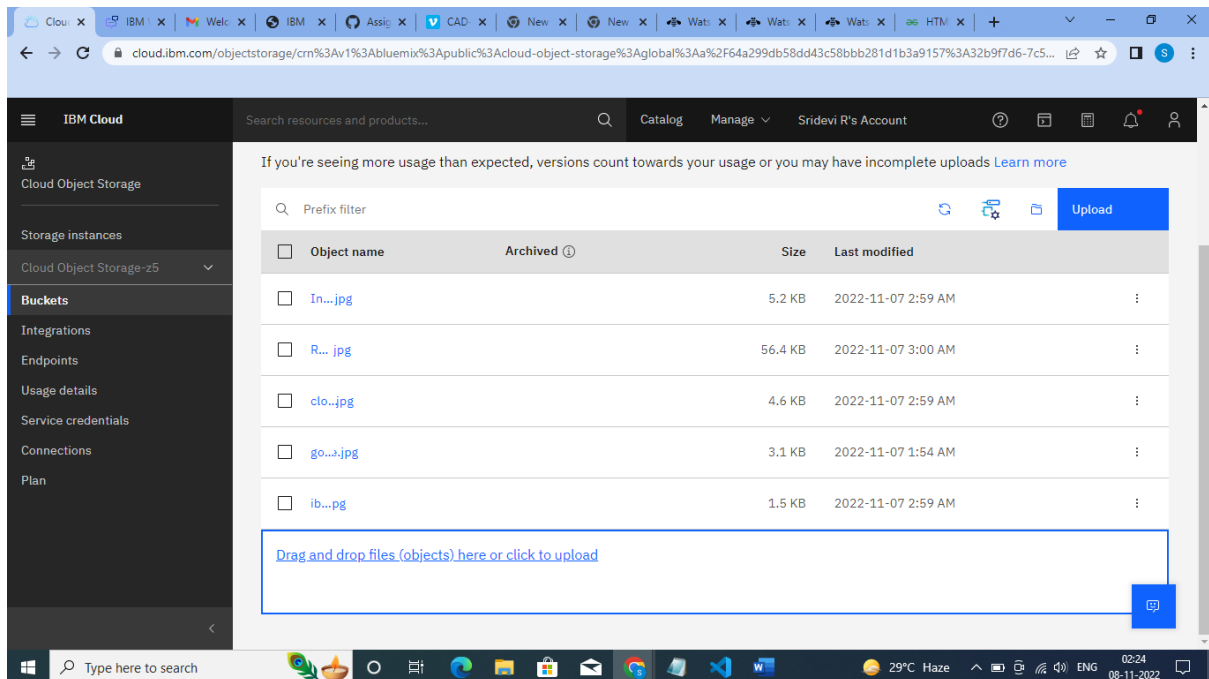 Clou
IBM
Welc
IBM
Assig
CAD-
New
New
Wats
Wats
Wats
HTM
cloud.ibm.com/objectstorage/crn%3Av1%3Abluemix%3Apublic%3Acloud-object-storage%3Aglobal%3Aa%2F64a299db58dd43c58bbb281d1b3a9157%3A32b9f7d6-7c5...
S
IBM Cloud
Search resources and products...
Catalog
Manage
Sridevi R's Account
Cloud Object Storage
Storage instances
Cloud Object Storage-z5
Buckets
Integrations
Endpoints
Usage details
Service credentials
Connections
Plan
If you're seeing more usage than expected, versions count towards your usage or you may have incomplete uploads Learn more
Prefix filter
Upload
Object name Archived Size Last modified
In...jpg 5.2 KB 2022-11-07 2:59 AM
R... jpg 56.4 KB 2022-11-07 3:00 AM
clo...jpg 4.6 KB 2022-11-07 2:59 AM
go...jpg 3.1 KB 2022-11-07 1:54 AM
ib...pg 1.5 KB 2022-11-07 2:59 AM
Drag and drop files (objects) here or click to upload
Type here to search
29°C Haze
ENG
02:24
08-11-2022